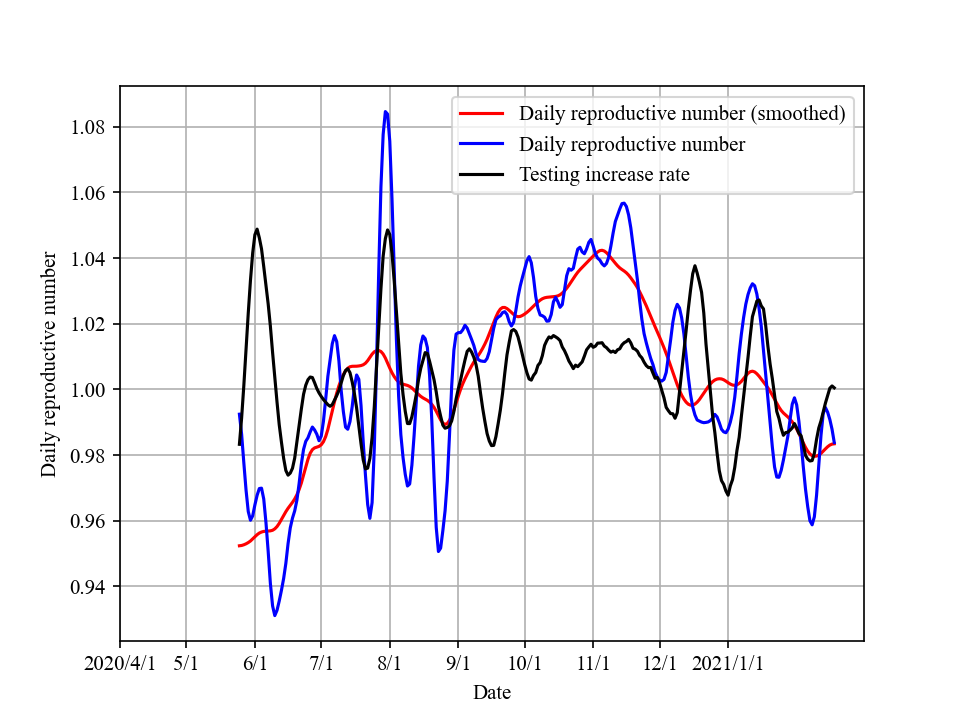 Daily reproductive number (smoothed)
Daily reproductive number
Testing increase rate
1.08
1.06
1.04
1.02
1.00
0.98
0.96
0.94
Daily reproductive number
2020/4/1 5/1 6/1 7/1 8/1 9/1 10/1 11/1 12/1 2021/1/1
Date